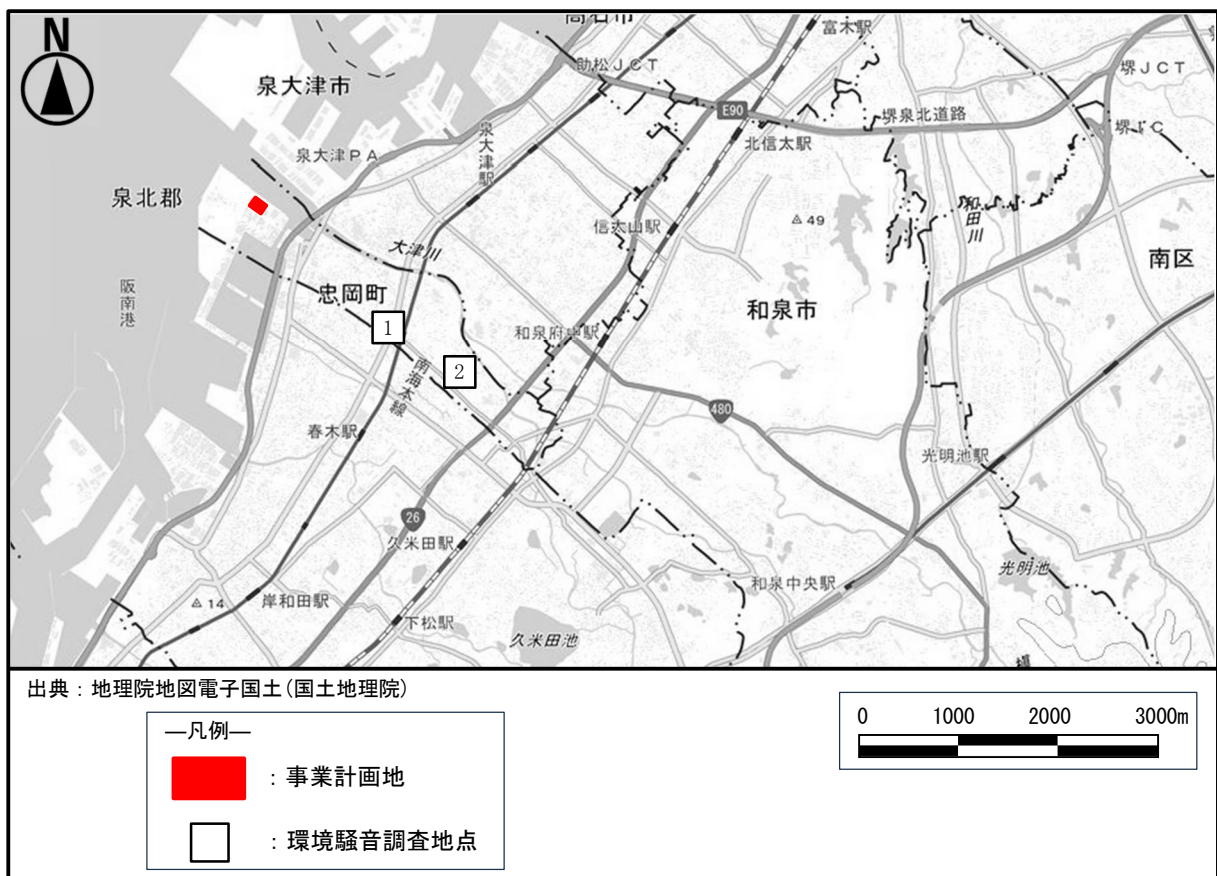 N
高石市
富木駅
助松JCT
泉大津市
堺JCT
E90
堺泉北道路
堺IC
泉大津駅
北信太駅
泉大津PA
泉北郡
和田川
信太山駅
49
大津川
南区
阪南港
忠岡町
和泉市
1
和泉府中駅
2
南海本線
480
春木駅
光明池駅
26
久米田駅
光明池
和泉中央駅
14
岸和田駅
下松駅
久米田池
出典：地理院地図電子国土(国土地理院)
0 1000 2000 3000m
―凡例―
：事業計画地
：環境騒音調査地点